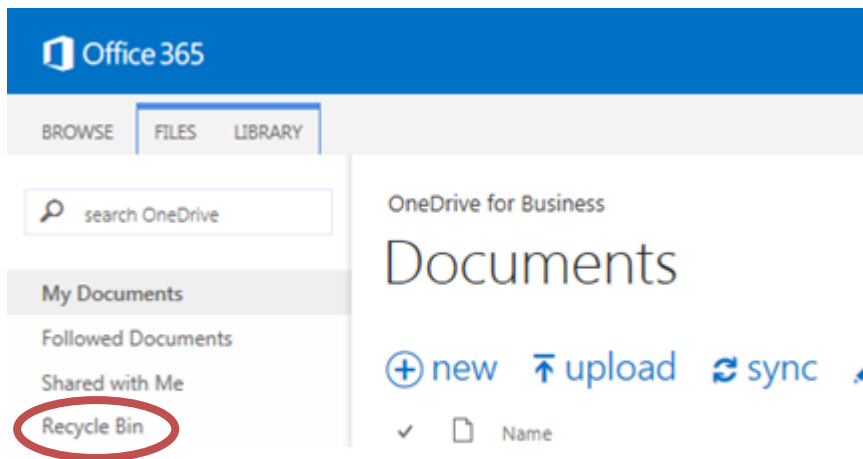 Office 365
BROWSE FILES LIBRARY
search OneDrive
My Documents
Followed Documents
Shared with Me
Recycle Bin
OneDrive for Business
Documents
new upload sync
Name